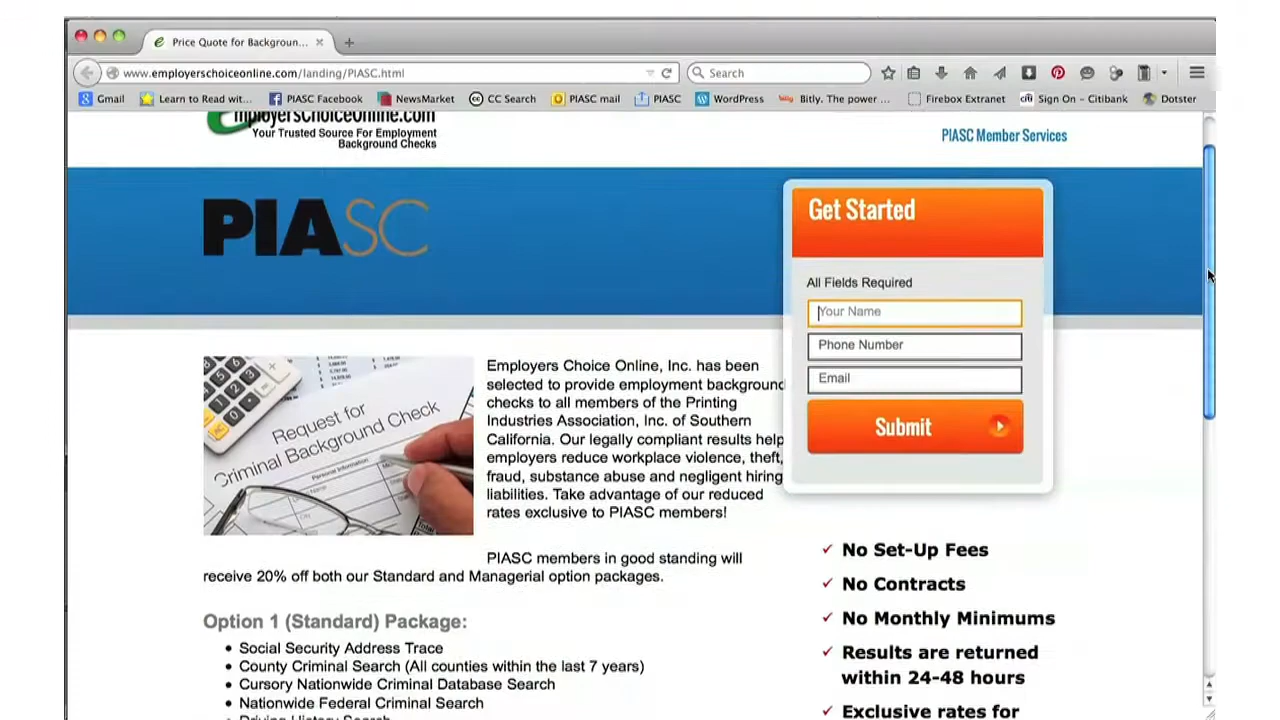 Price Quote for Backgroun...
www.employerschoiceonline.com/landing/PIASC.html
Search
Gmail
Learn to Read wit...
PIASC Facebook
NewsMarket
CC Search
PIASC mail
PIASC
WordPress
Bitly. The power ...
Firebox Extranet
Sign On - Citibank
Dotster
EmployersChoiceOnline.com
Your Trusted Source For Employment
Background Checks
PIASC Member Services
PIASC
Get Started
All Fields Required
Your Name
Phone Number
Email
Submit
Request for
Criminal Background Check
Personal Information
Employers Choice Online, Inc. has been
selected to provide employment background
checks to all members of the Printing
Industries Association, Inc. of Southern
California. Our legally compliant results help
employers reduce workplace violence, theft,
fraud, substance abuse and negligent hiring
liabilities. Take advantage of our reduced
rates exclusive to PIASC members!
PIASC members in good standing will
receive 20% off both our Standard and Managerial option packages.
Option 1 (Standard) Package:
• Social Security Address Trace
• County Criminal Search (All counties within the last 7 years)
• Cursory Nationwide Criminal Database Search
• Nationwide Federal Criminal Search
Driving History Search
✓ No Set-Up Fees
✓ No Contracts
✓ No Monthly Minimums
✓ Results are returned
within 24-48 hours
✓ Exclusive rates for